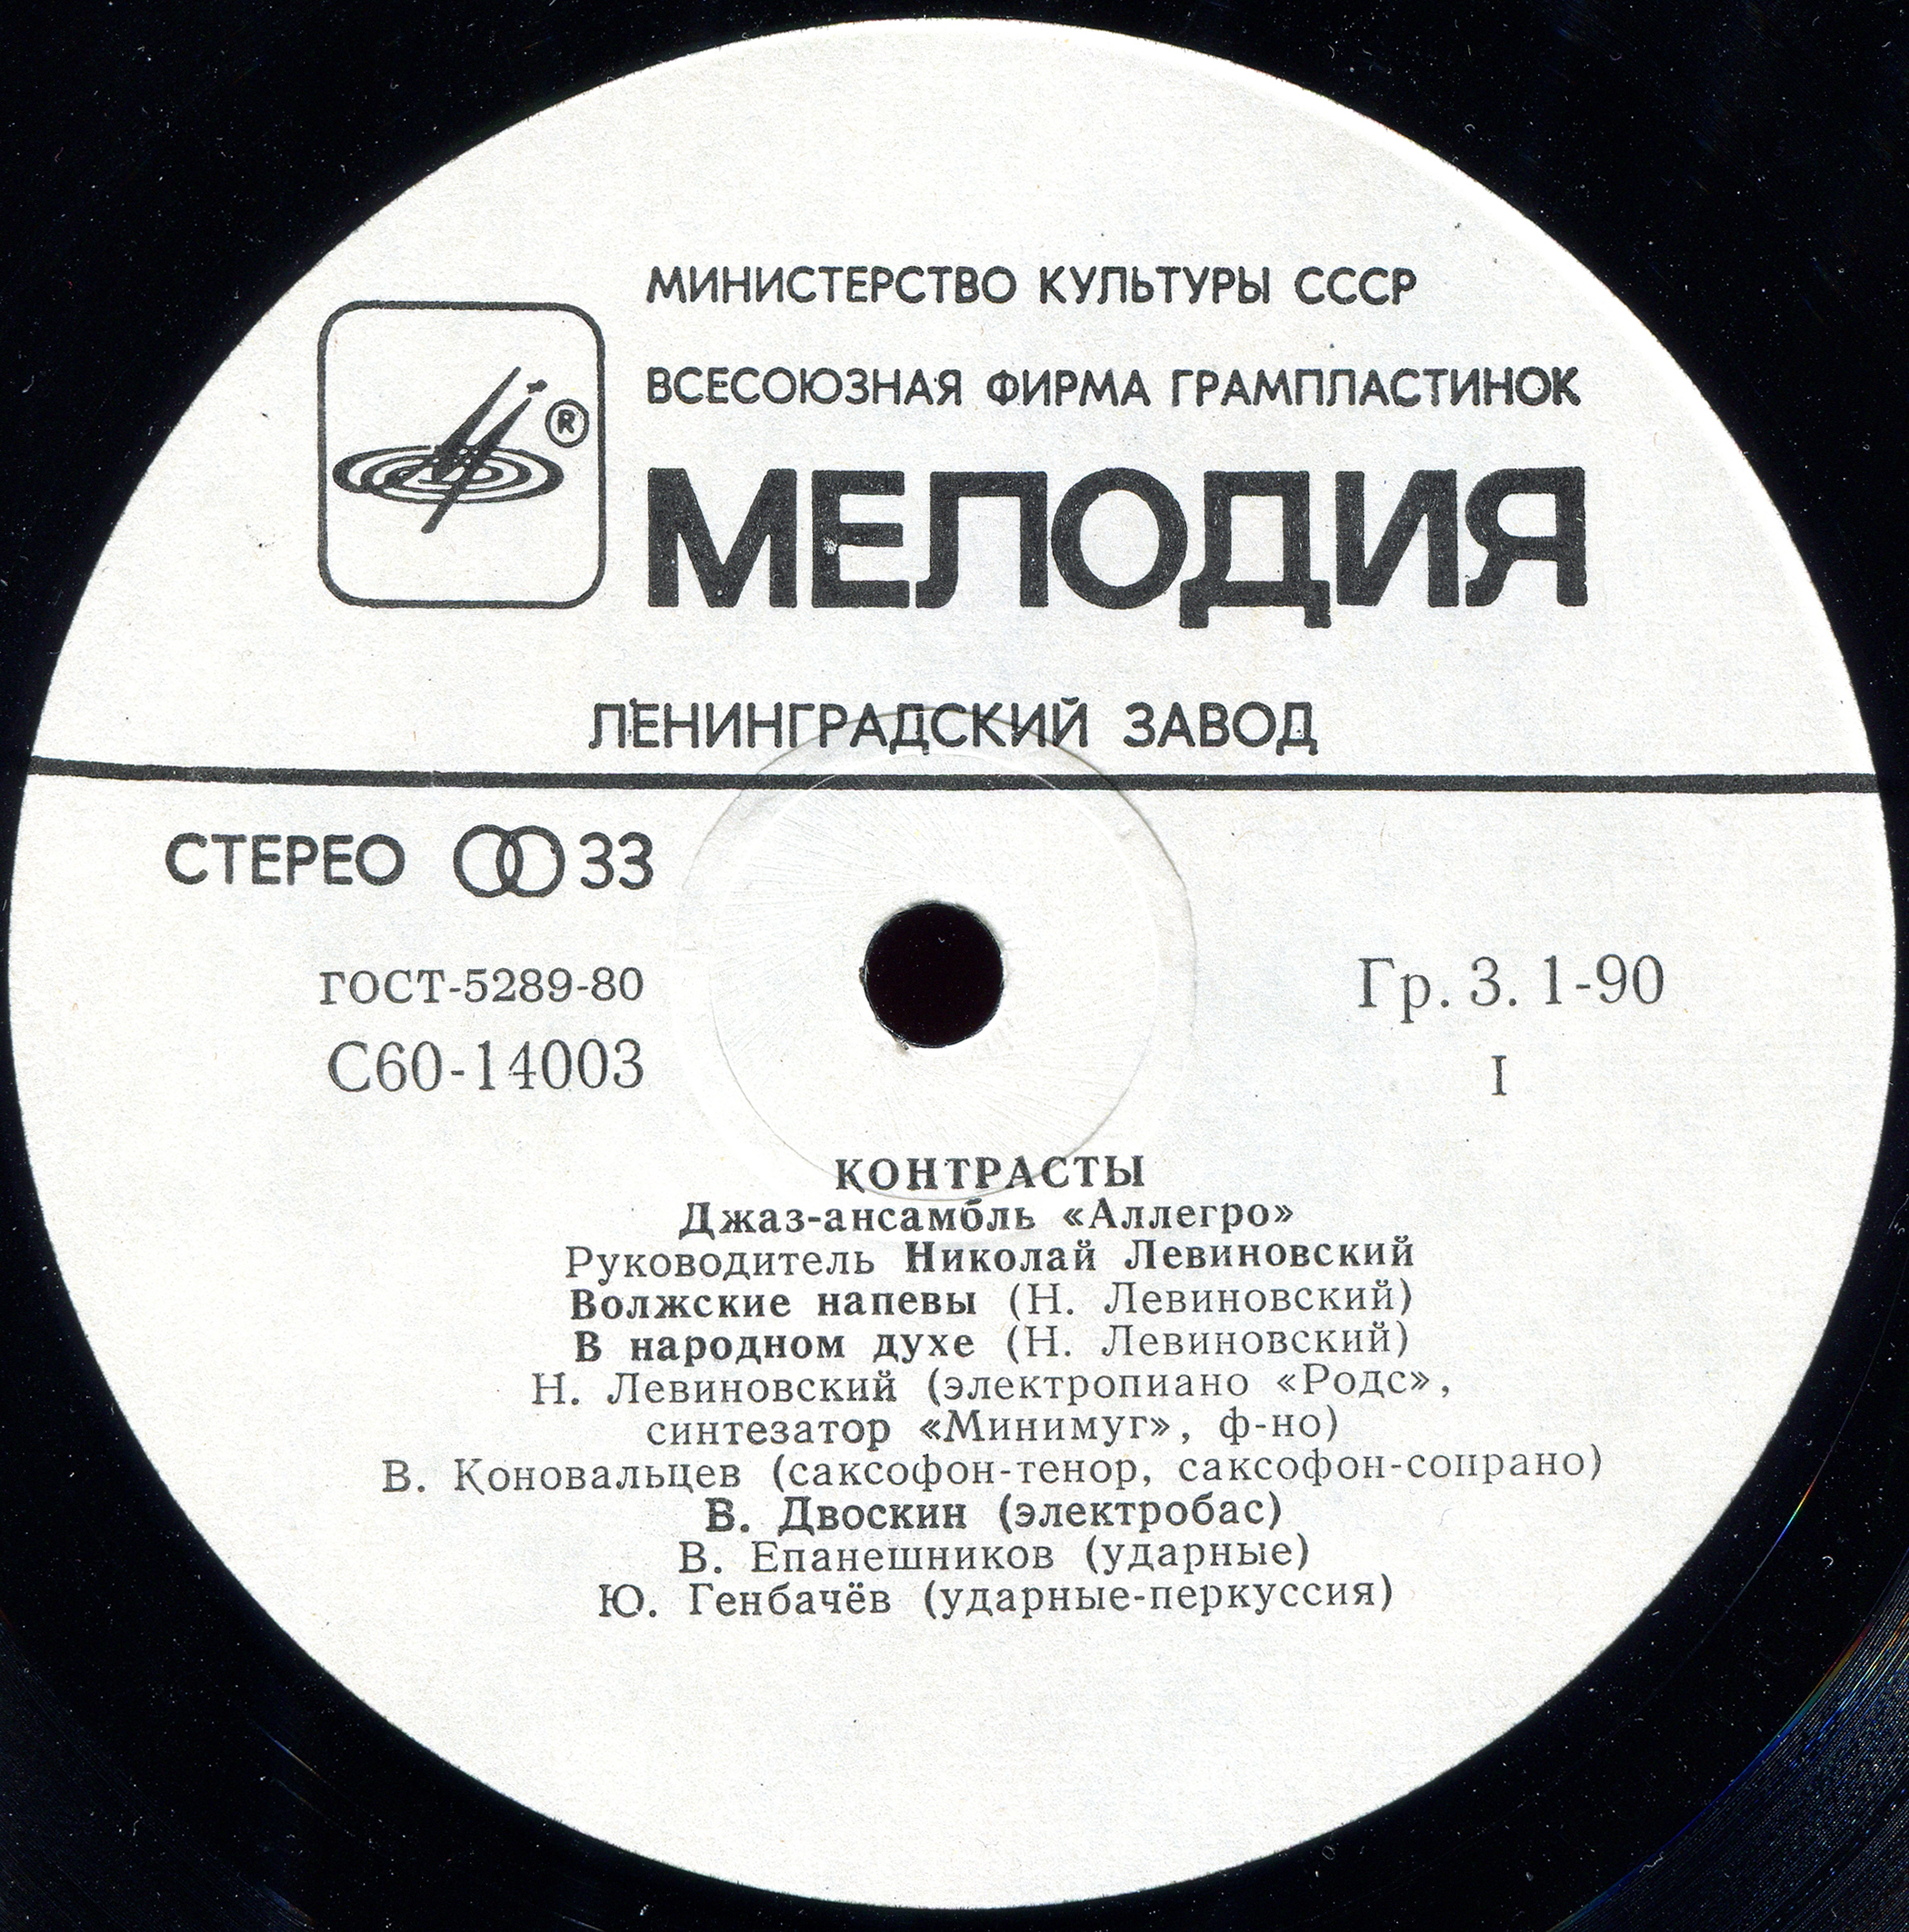 МИНИСТЕРСТВО КУЛЬТУРЫ СССР
ВСЕСОЮЗНАЯ ФИРМА ГРАМПЛАСТИНОК
®
МЕЛОДИЯ
ЛЕНИНГРАДСКИЙ ЗАВОД
СТЕРЕО 33
ГОСТ-5289-80
Гр. 3. 1-90
С60-14003
I
КОНТРАСТЫ
Джаз-ансамбль «Аллегро»
Руководитель Николай Левиновский
Волжские напевы (Н. Левиновский)
В народном духе (Н. Левиновский)
Н. Левиновский (электропиано «Родс»,
синтезатор «Минимуг», ф-но)
В. Коновальцев (саксофон-тенор, саксофон-сопрано)
В. Двоскин (электробас)
В. Епанешников (ударные)
Ю. Генбачёв (ударные-перкуссия)